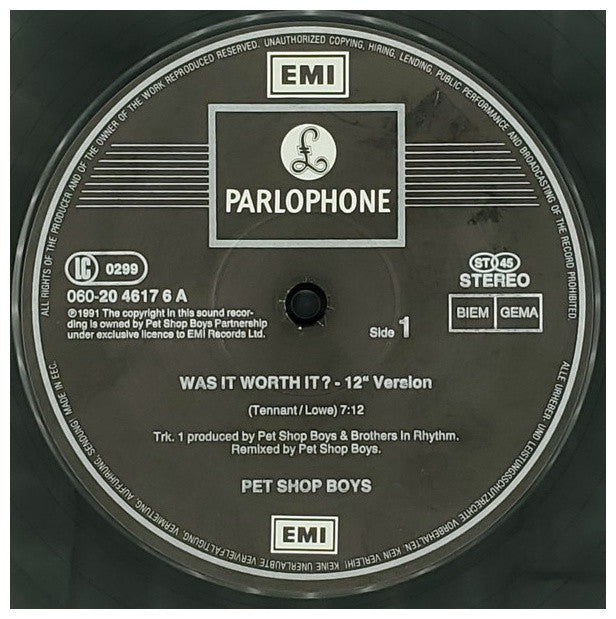 ALL RIGHTS OF THE PRODUCER AND OF THE OWNER OF THE WORK REPRODUCED RESERVED. UNAUTHORIZED COPYING, HIRING, LENDING, PUBLIC PERFORMANCE AND BROADCASTING OF THE RECORD PROHIBITED.
EMI
£
PARLOPHONE
LC 0299
060-20 4617 6 A
℗1991 The copyright in this sound recor-
ding is owned by Pet Shop Boys Partnership
under exclusive licence to EMI Records Ltd.
ST 45
STEREO
BIEM GEMA
Side 1
WAS IT WORTH IT? - 12" Version
(Tennant/Lowe) 7:12
Trk. 1 produced by Pet Shop Boys & Brothers In Rhythm.
Remixed by Pet Shop Boys.
PET SHOP BOYS
EMI
ALLE URHEBER- UND LEISTUNGSSCHUTZRECHTE VORBEHALTEN. KEIN VERLEIH! KEINE UNERLAUBTE VERVIELFÄLTIGUNG, VERMIETUNG, AUFFÜHRUNG, SENDUNG! MADE IN EEC.